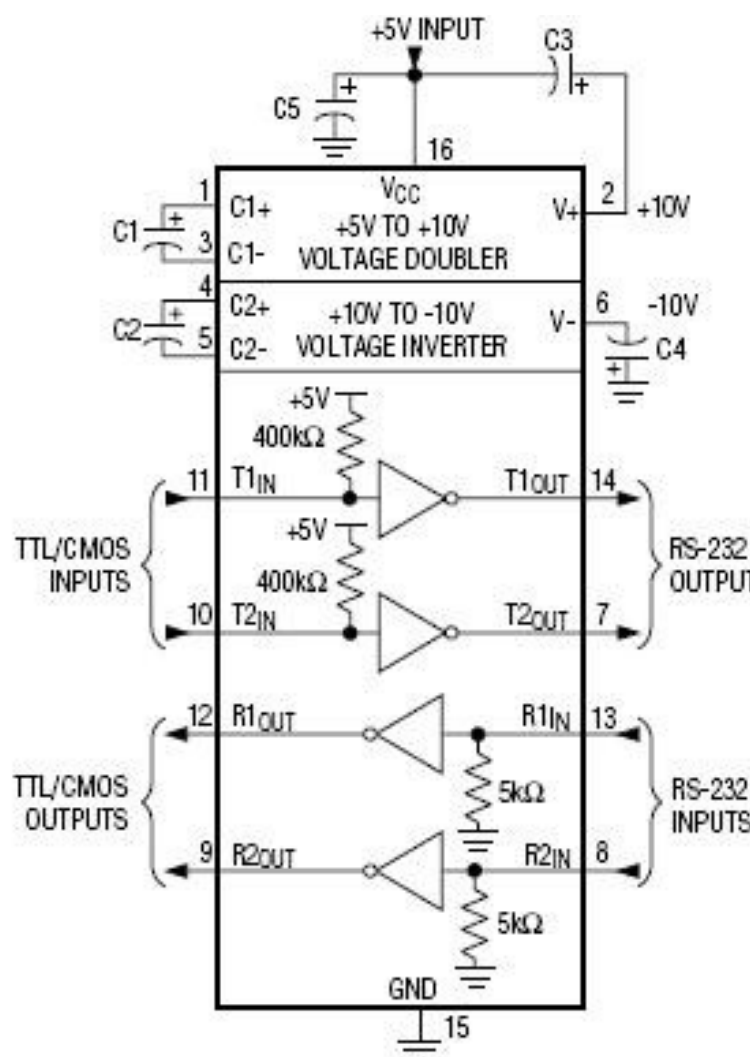 +5V INPUT
C3
+
C5
+
16
1
VCC
2
C1+
V+
+10V
C1
+
+5V TO +10V
3
C1-
VOLTAGE DOUBLER
4
C2+
6
-10V
C2
+
+10V TO -10V
V-
5
C2-
VOLTAGE INVERTER
C4
+
+5V
400kΩ
11
T1IN
T1OUT
14
+5V
TTL/CMOS
INPUTS
RS-232
OUTPUT
400kΩ
10
T2IN
T2OUT
7
12
R1OUT
R1IN
13
TTL/CMOS
OUTPUTS
5kΩ
RS-232
INPUTS
9
R2OUT
R2IN
8
5kΩ
GND
15